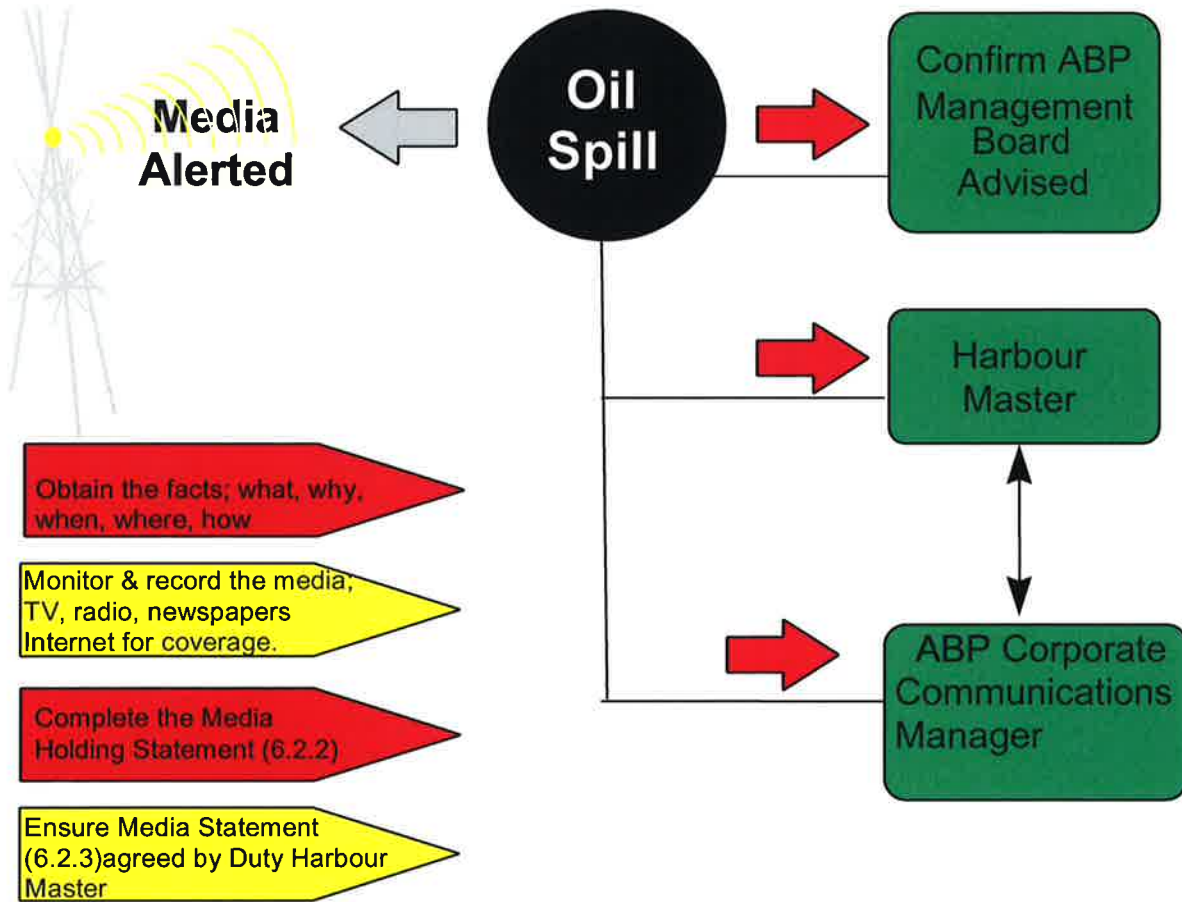 Media
Alerted
Oil
Spill
Confirm ABP
Management
Board
Advised
Harbour
Master
ABP Corporate
Communications
Manager
Obtain the facts; what, why,
when, where, how
Monitor & record the media;
TV, radio, newspapers
Internet for coverage.
Complete the Media
Holding Statement (6.2.2)
Ensure Media Statement
(6.2.3)agreed by Duty Harbour
Master